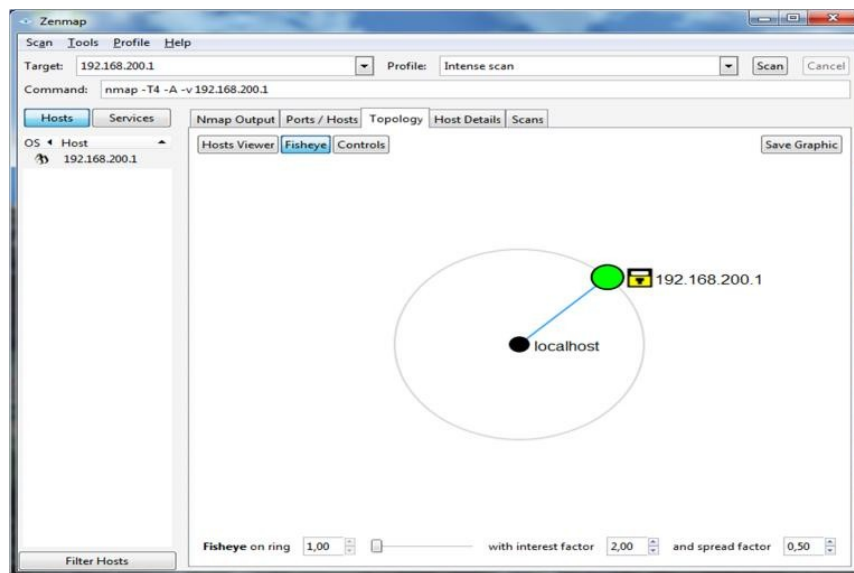 Zenmap
Scan Tools Profile Help
Target: 192.168.200.1 Profile: Intense scan Scan Cancel
Command: nmap -T4 -A -v 192.168.200.1
Hosts Services
Nmap Output Ports / Hosts Topology Host Details Scans
OS Host
192.168.200.1
Hosts Viewer Fisheye Controls Save Graphic
192.168.200.1
localhost
Fisheye on ring 1,00 with interest factor 2,00 and spread factor 0,50
Filter Hosts